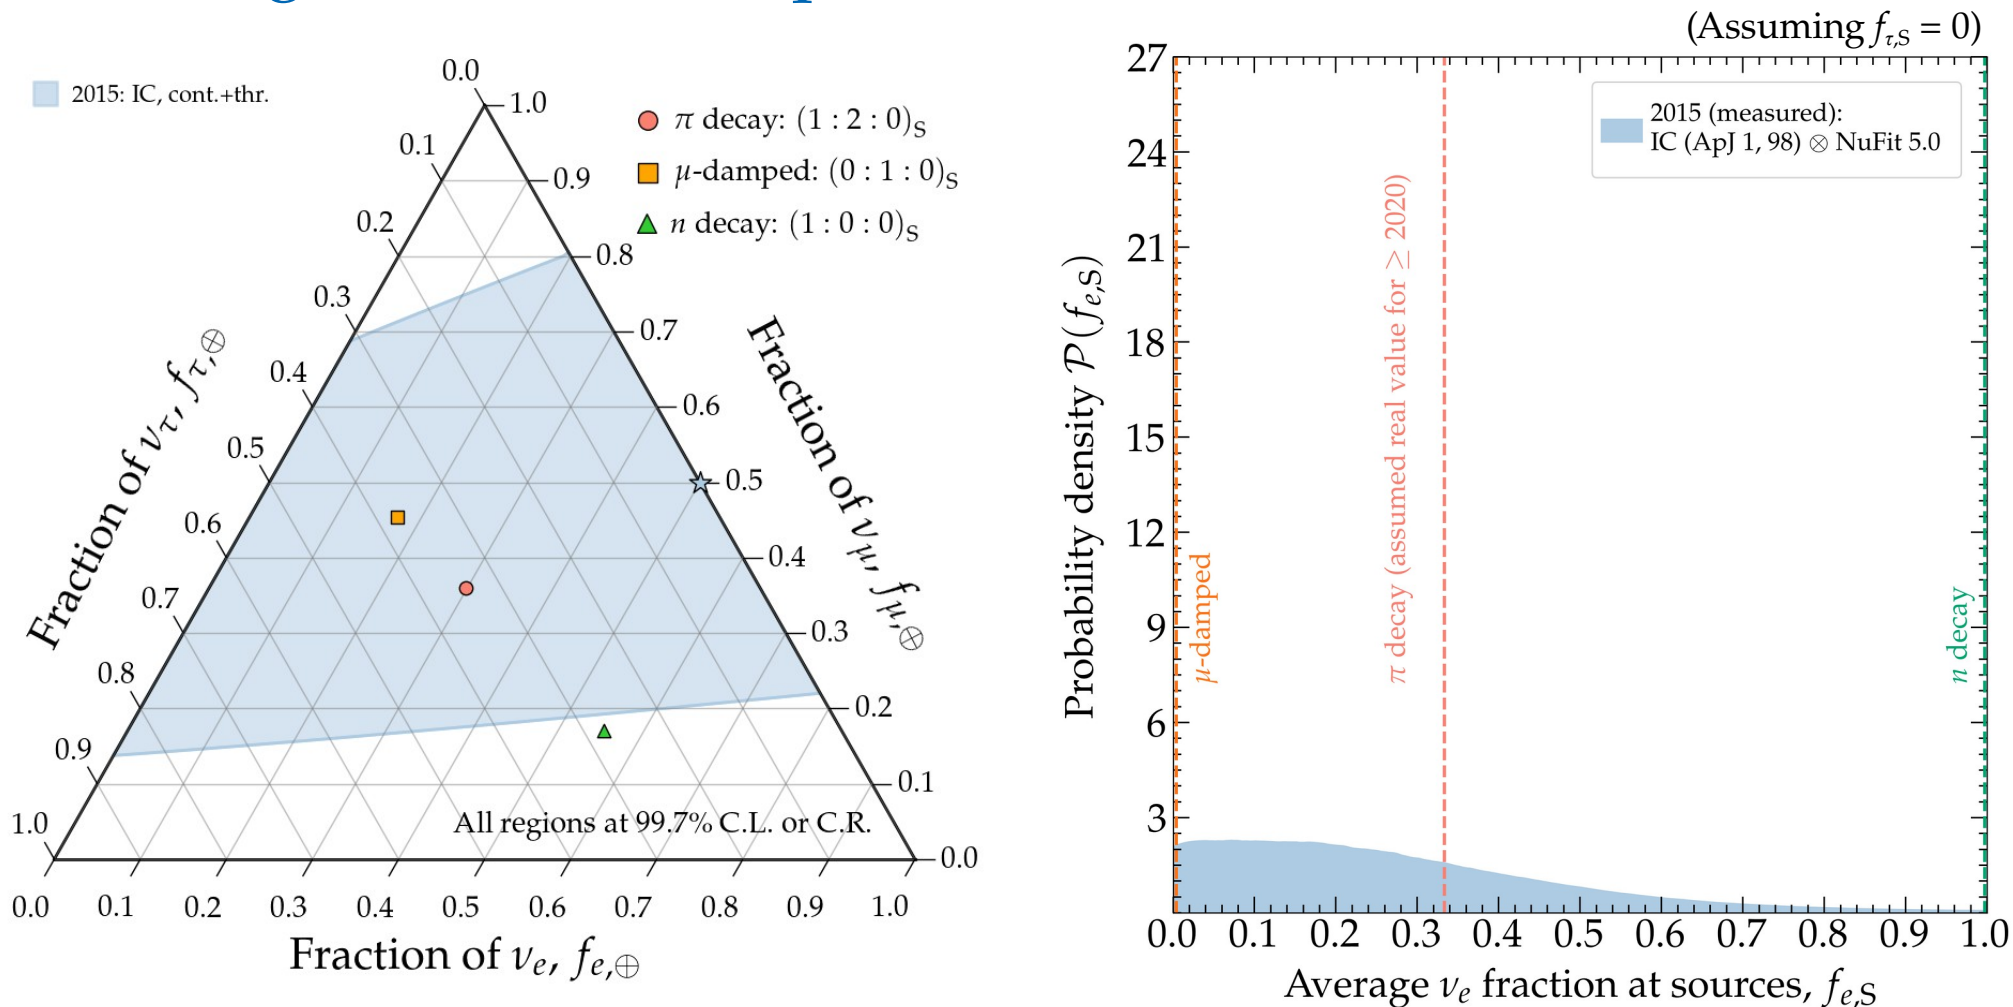 2015: IC, cont.+thr.
π decay: (1 : 2 : 0)S
μ-damped: (0 : 1 : 0)S
n decay: (1 : 0 : 0)S
0.0
0.1
0.2
0.3
0.4
0.5
0.6
0.7
0.8
0.9
1.0
Fraction of ντ, fτ,⊕
1.0
0.9
0.8
0.7
0.6
0.5
0.4
0.3
0.2
0.1
0.0
Fraction of νμ, fμ,⊕
All regions at 99.7% C.L. or C.R.
0.0 0.1 0.2 0.3 0.4 0.5 0.6 0.7 0.8 0.9 1.0
Fraction of νe, fe,⊕
(Assuming fτ,S = 0)
2015 (measured):
IC (ApJ 1, 98) ⊗ NuFit 5.0
Probability density P(fe,S)
27
24
21
18
15
12
9
6
3
μ-damped
π decay (assumed real value for ≥ 2020)
n decay
0.0 0.1 0.2 0.3 0.4 0.5 0.6 0.7 0.8 0.9 1.0
Average νe fraction at sources, fe,S